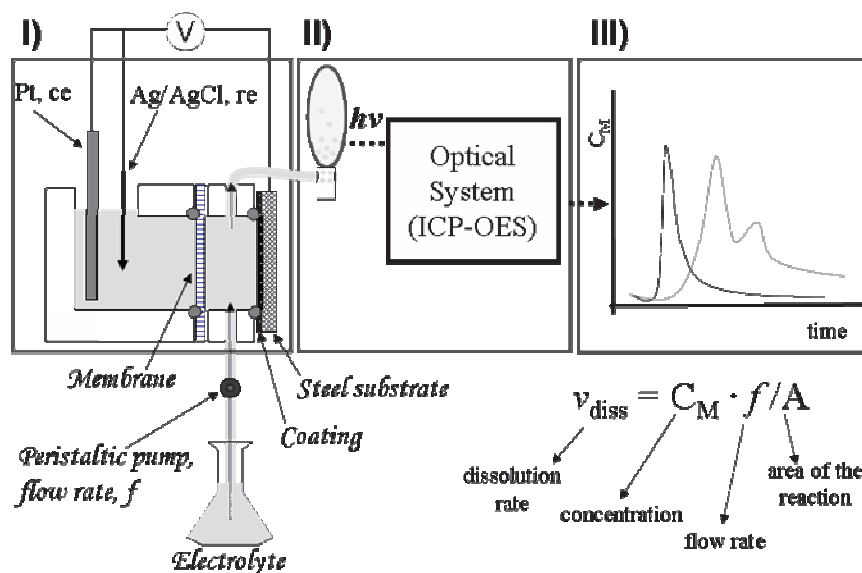 I)
V
II)
III)
Pt, ce
Ag/AgCl, re
hν
Optical
System
(ICP-OES)
C_M
time
Membrane
Steel substrate
Coating
Peristaltic pump,
flow rate, f
Electrolyte
v_diss = C_M · f/A
dissolution
rate
concentration
flow rate
area of the
reaction